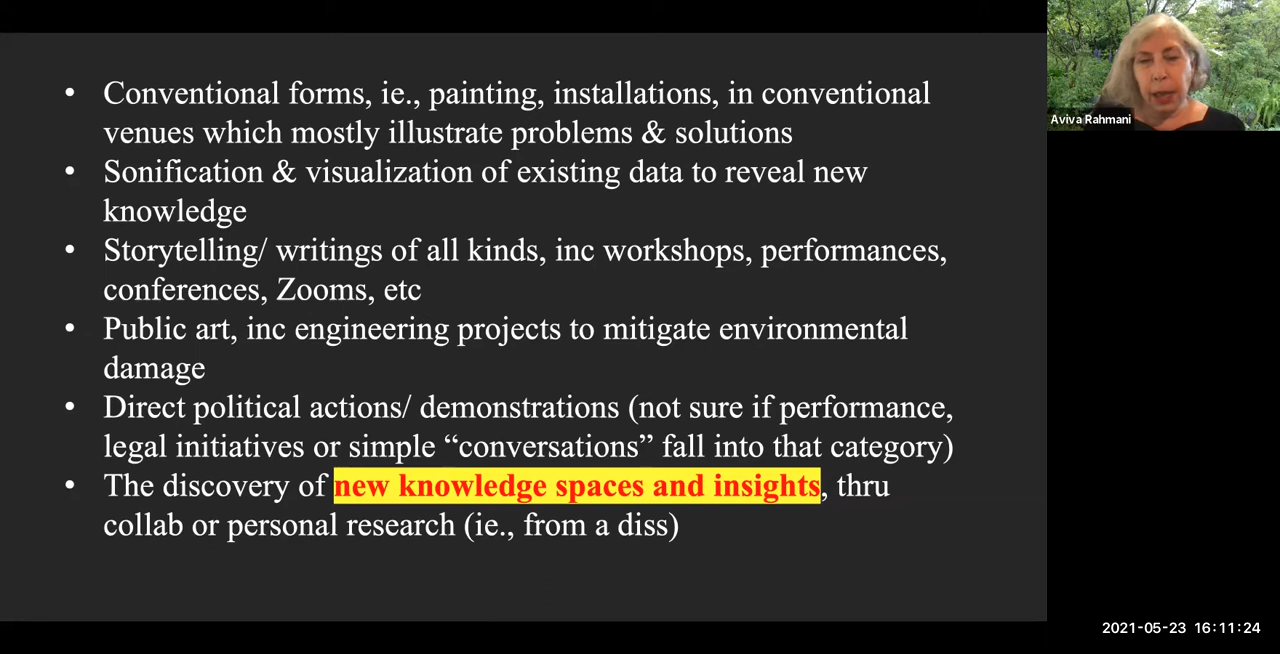 • Conventional forms, ie., painting, installations, in conventional
venues which mostly illustrate problems & solutions
• Sonification & visualization of existing data to reveal new
knowledge
• Storytelling/ writings of all kinds, inc workshops, performances,
conferences, Zooms, etc
• Public art, inc engineering projects to mitigate environmental
damage
• Direct political actions/ demonstrations (not sure if performance,
legal initiatives or simple “conversations” fall into that category)
• The discovery of new knowledge spaces and insights, thru
collab or personal research (ie., from a diss)
Aviva Rahmani
2021-05-23 16:11:24